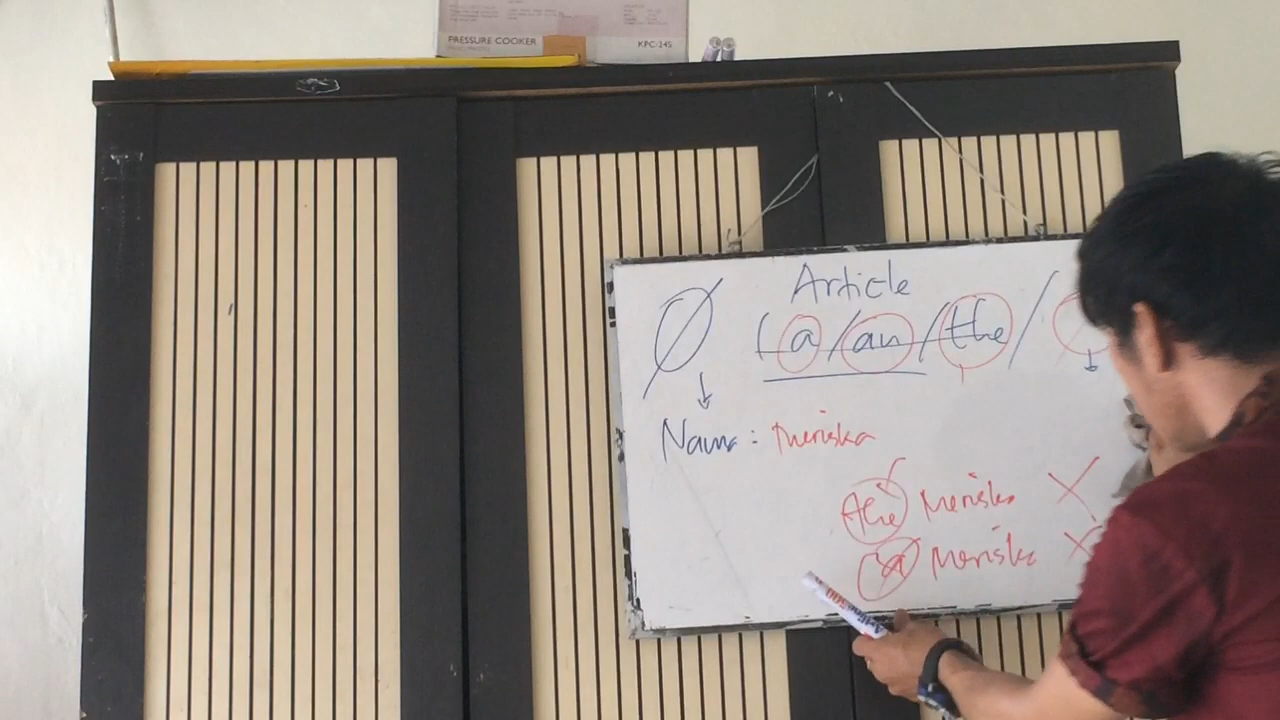 PRESSURE COOKER KPC-245
Article
Ø (a/an/the/
Nama: Meriska
the Meriska X
a Meriska X